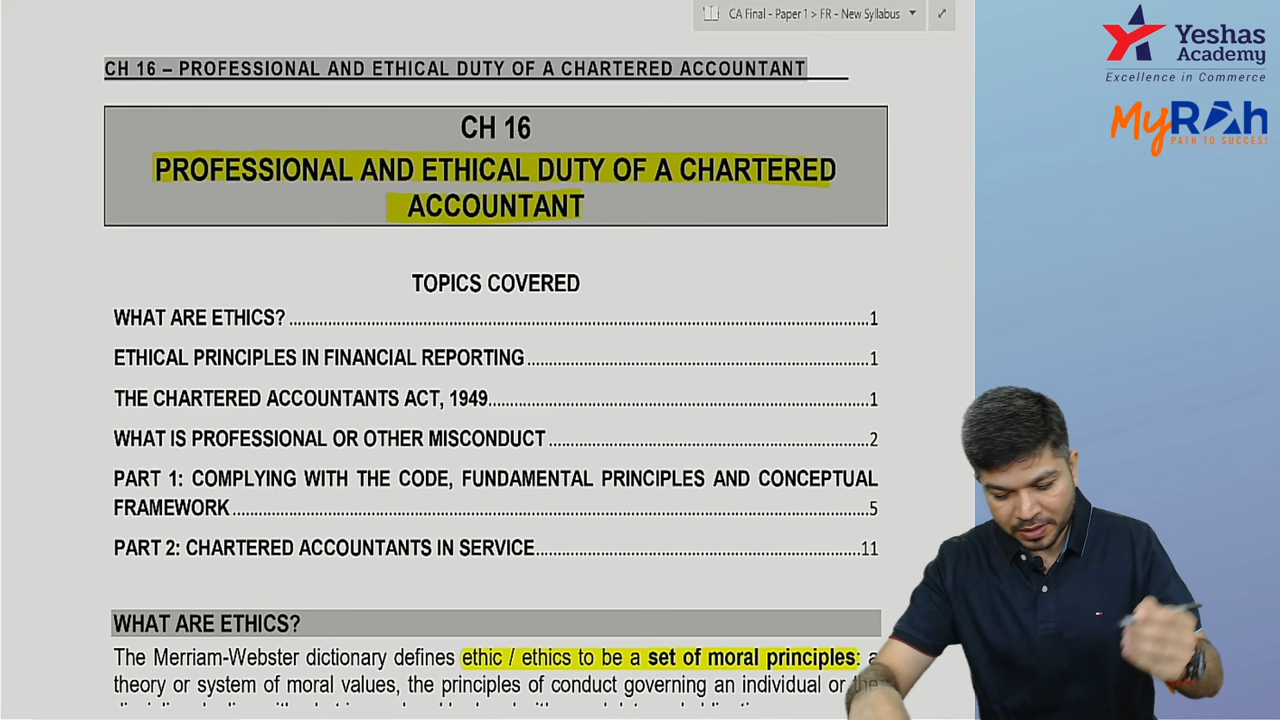 CA Final - Paper 1 > FR - New Syllabus
Yeshas
Academy
Excellence in Commerce
MyRAh
PATH TO SUCCESS
CH 16 – PROFESSIONAL AND ETHICAL DUTY OF A CHARTERED ACCOUNTANT
CH 16
PROFESSIONAL AND ETHICAL DUTY OF A CHARTERED
ACCOUNTANT
TOPICS COVERED
WHAT ARE ETHICS? 1
ETHICAL PRINCIPLES IN FINANCIAL REPORTING 1
THE CHARTERED ACCOUNTANTS ACT, 1949 1
WHAT IS PROFESSIONAL OR OTHER MISCONDUCT 2
PART 1: COMPLYING WITH THE CODE, FUNDAMENTAL PRINCIPLES AND CONCEPTUAL
FRAMEWORK 5
PART 2: CHARTERED ACCOUNTANTS IN SERVICE 11
WHAT ARE ETHICS?
The Merriam-Webster dictionary defines ethic / ethics to be a set of moral principles: a
theory or system of moral values, the principles of conduct governing an individual or the